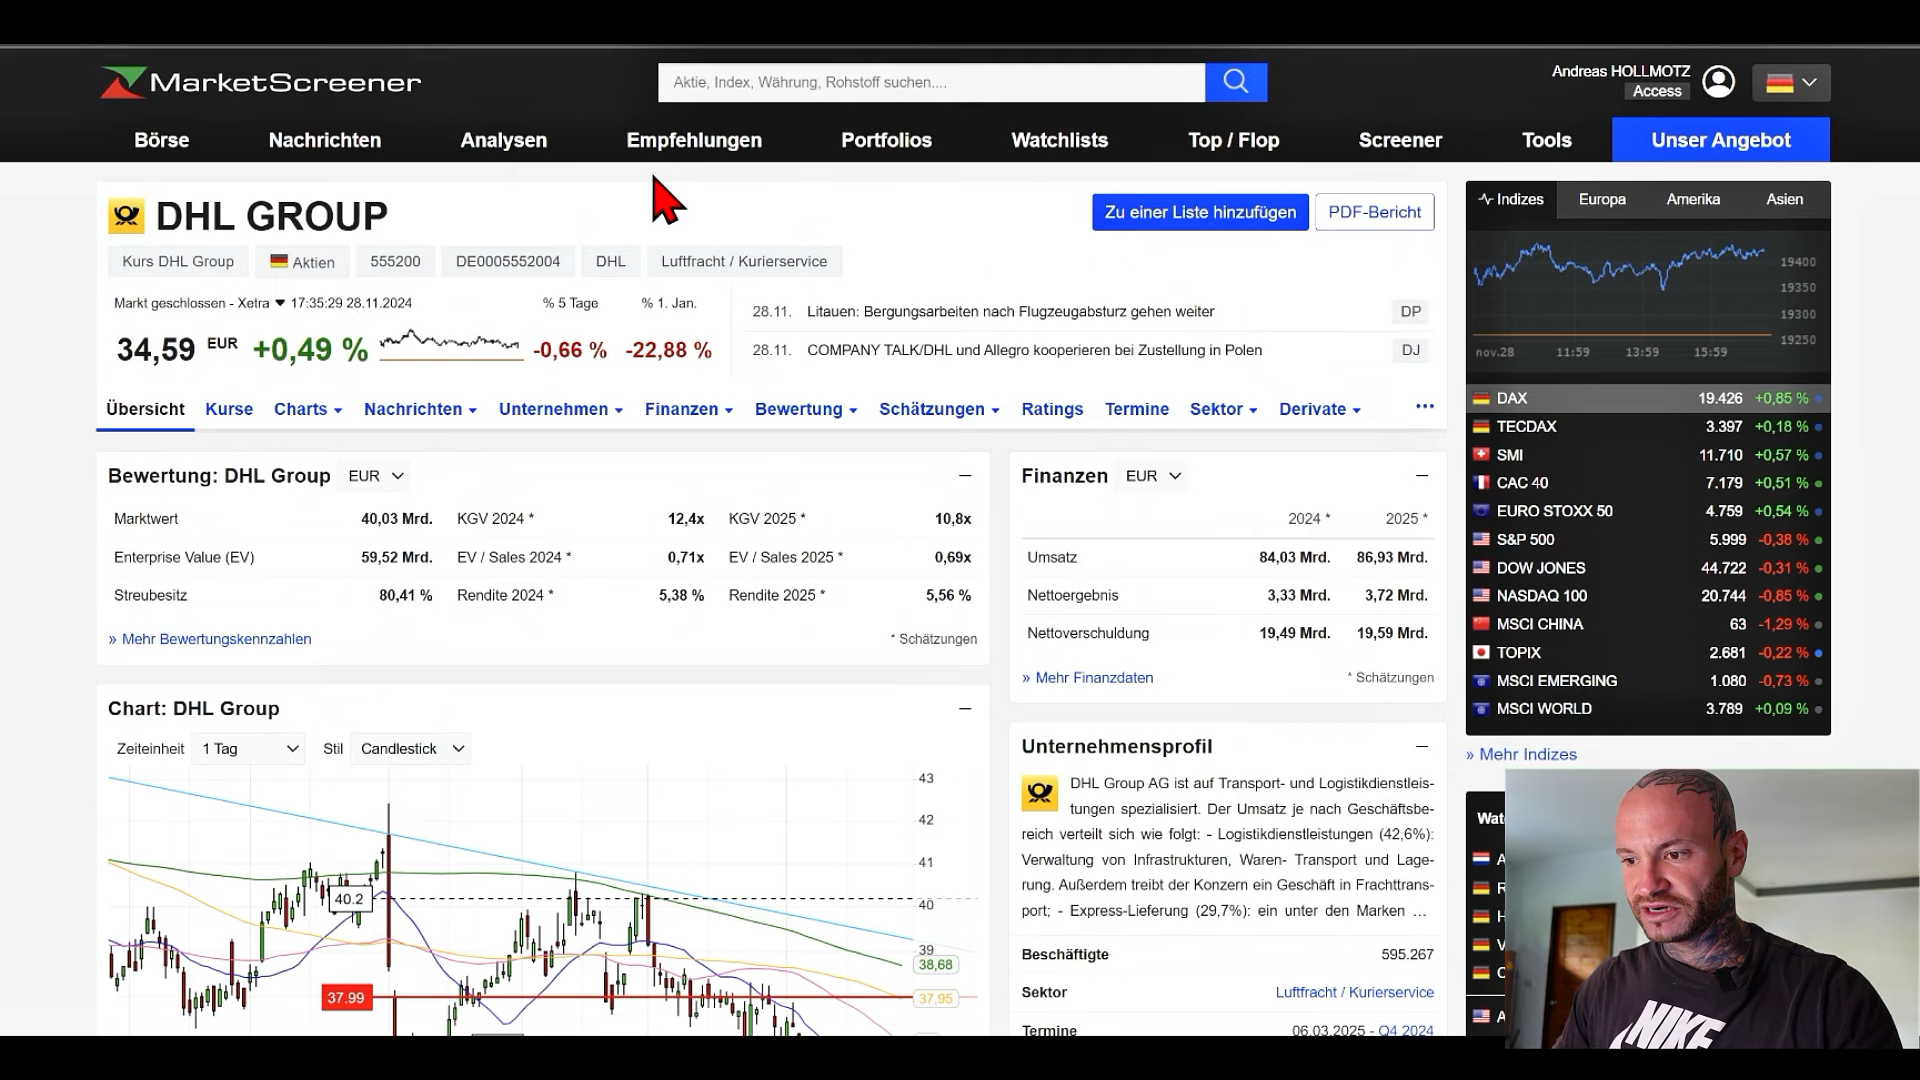 MarketScreener
Aktie, Index, Währung, Rohstoff suchen....
Andreas HOLLMOTZ
Access
Börse Nachrichten Analysen Empfehlungen Portfolios Watchlists Top / Flop Screener Tools Unser Angebot
DHL GROUP
Zu einer Liste hinzufügen PDF-Bericht
Kurs DHL Group Aktien 555200 DE0005552004 DHL Luftfracht / Kurierservice
Markt geschlossen - Xetra 17:35:29 28.11.2024 % 5 Tage % 1. Jan.
34,59 EUR +0,49 % -0,66 % -22,88 %
28.11. Litauen: Bergungsarbeiten nach Flugzeugabsturz gehen weiter DP
28.11. COMPANY TALK/DHL und Allegro kooperieren bei Zustellung in Polen DJ
Übersicht Kurse Charts Nachrichten Unternehmen Finanzen Bewertung Schätzungen Ratings Termine Sektor Derivate ...
Bewertung: DHL Group EUR
Marktwert 40,03 Mrd. KGV 2024 * 12,4x KGV 2025 * 10,8x
Enterprise Value (EV) 59,52 Mrd. EV / Sales 2024 * 0,71x EV / Sales 2025 * 0,69x
Streubesitz 80,41 % Rendite 2024 * 5,38 % Rendite 2025 * 5,56 %
» Mehr Bewertungskennzahlen * Schätzungen
Chart: DHL Group
Zeiteinheit 1 Tag Stil Candlestick
43
42
41
40
39
40.2
38,68
37.99
37,95
Finanzen EUR
2024 * 2025 *
Umsatz 84,03 Mrd. 86,93 Mrd.
Nettoergebnis 3,33 Mrd. 3,72 Mrd.
Nettoverschuldung 19,49 Mrd. 19,59 Mrd.
» Mehr Finanzdaten * Schätzungen
Unternehmensprofil
DHL Group AG ist auf Transport- und Logistikdienstleis-
tungen spezialisiert. Der Umsatz je nach Geschäftsbe-
reich verteilt sich wie folgt: - Logistikdienstleistungen (42,6%):
Verwaltung von Infrastrukturen, Waren- Transport und Lage-
rung. Außerdem treibt der Konzern ein Geschäft in Frachttrans-
port; - Express-Lieferung (29,7%): ein unter den Marken ...
Beschäftigte 595.267
Sektor Luftfracht / Kurierservice
Termine 06.03.2025 - Q4 2024
Indizes Europa Amerika Asien
19400
19350
19300
19250
nov.28 11:59 13:59 15:59
DAX 19.426 +0,85 %
TECDAX 3.397 +0,18 %
SMI 11.710 +0,57 %
CAC 40 7.179 +0,51 %
EURO STOXX 50 4.759 +0,54 %
S&P 500 5.999 -0,38 %
DOW JONES 44.722 -0,31 %
NASDAQ 100 20.744 -0,85 %
MSCI CHINA 63 -1,29 %
TOPIX 2.681 -0,22 %
MSCI EMERGING 1.080 -0,73 %
MSCI WORLD 3.789 +0,09 %
» Mehr Indizes
NIKE